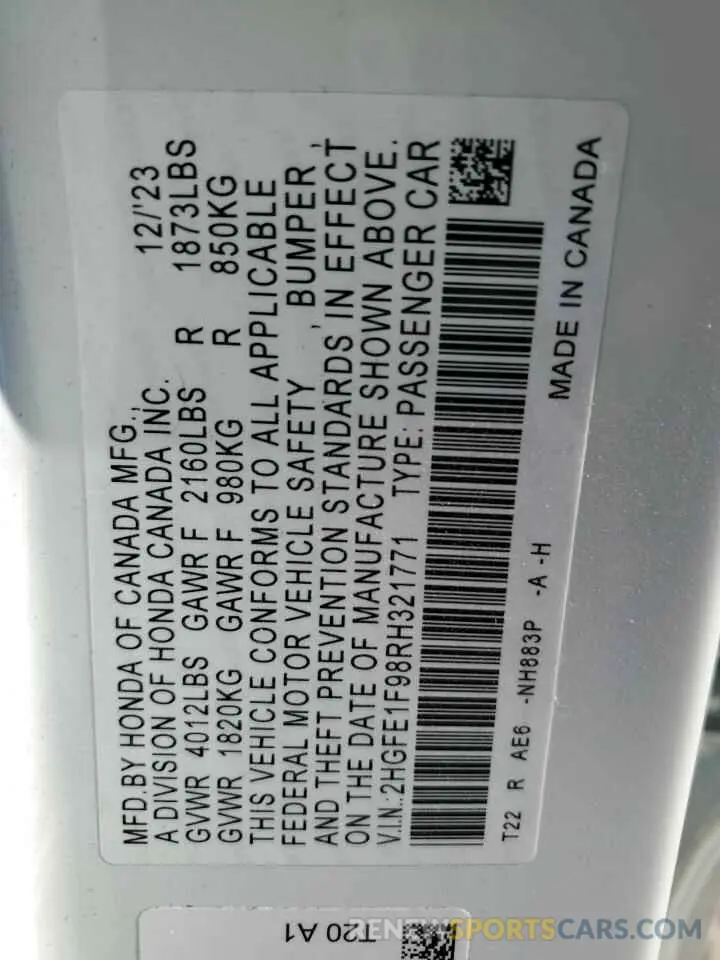 MFD.BY HONDA OF CANADA MFG., 12/'23
A DIVISION OF HONDA CANADA INC.
GVWR 4012LBS GAWR F 2160LBS R 1873LBS
GVWR 1820KG GAWR F 980KG R 850KG
THIS VEHICLE CONFORMS TO ALL APPLICABLE
FEDERAL MOTOR VEHICLE SAFETY , BUMPER ,
AND THEFT PREVENTION STANDARDS IN EFFECT
ON THE DATE OF MANUFACTURE SHOWN ABOVE.
V.I.N.:2HGFE1F98RH321771 TYPE: PASSENGER CAR
T22 R AE6 -NH883P -A -H
MADE IN CANADA
T20 A1
RENEWSPORTSCARS.COM